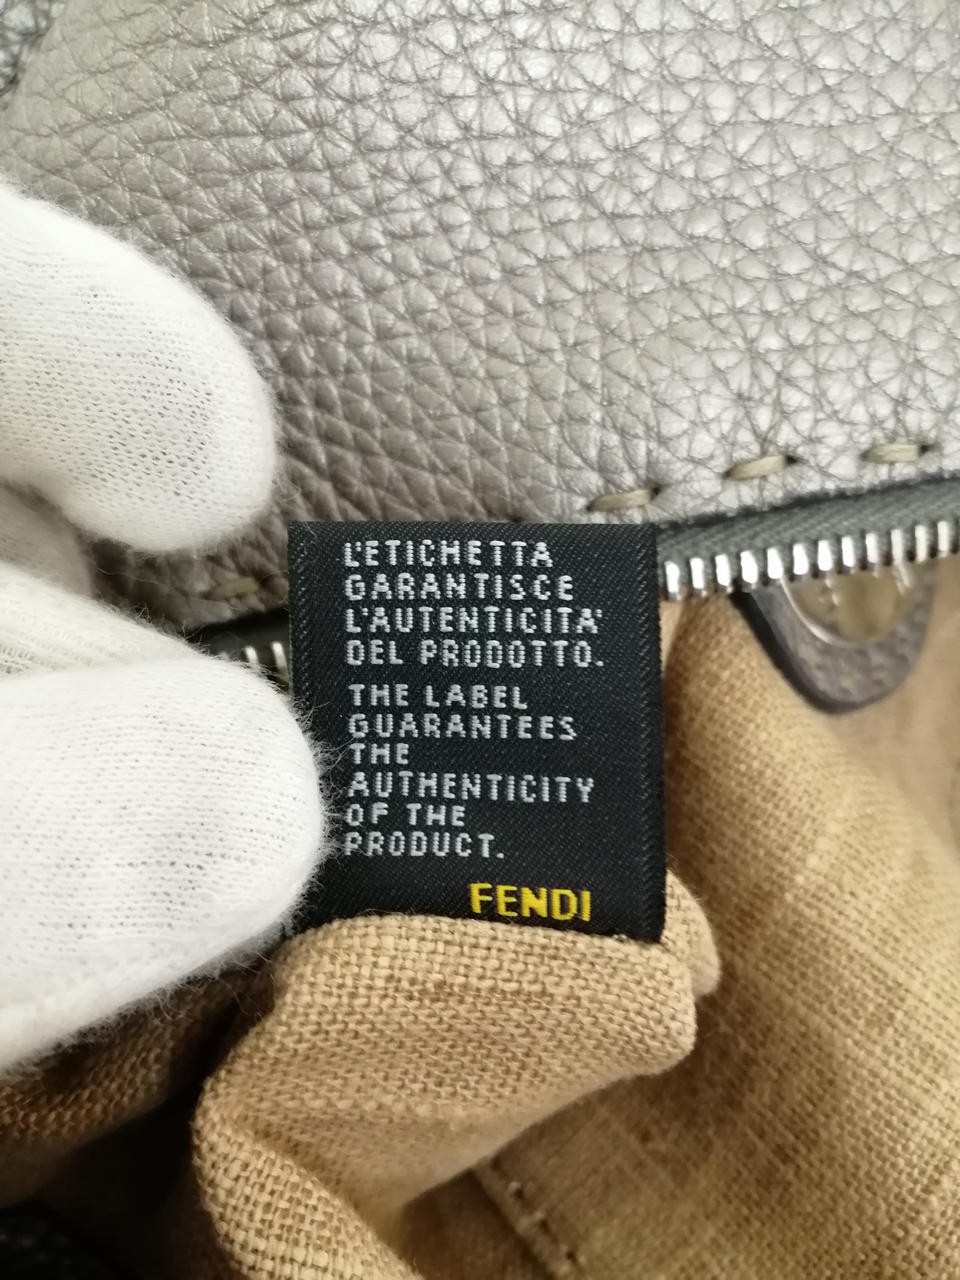 L'ETICHETTA
GARANTISCE
L'AUTENTICITA'
DEL PRODOTTO.
THE LABEL
GUARANTEES
THE
AUTHENTICITY
OF THE
PRODUCT.
FENDI